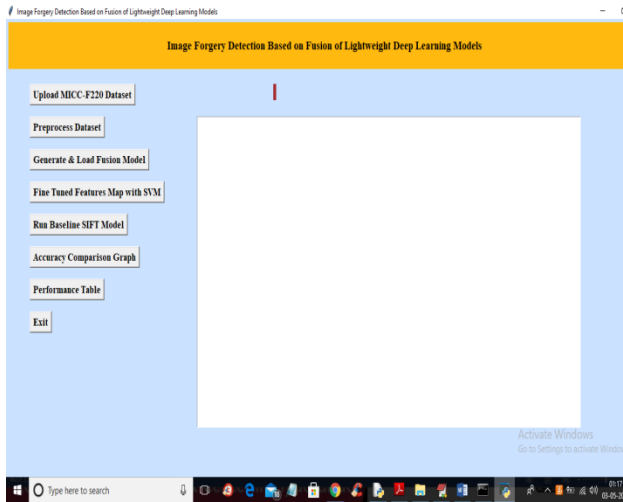 Image Forgery Detection Based on Fusion of Lightweight Deep Learning Models
Image Forgery Detection Based on Fusion of Lightweight Deep Learning Models
Upload MICC-F220 Dataset
Preprocess Dataset
Generate & Load Fusion Model
Fine Tuned Features Map with SVM
Run Baseline SIFT Model
Accuracy Comparison Graph
Performance Table
Exit
Activate Windows
Go to Settings to activate Windows
Type here to search
01:17